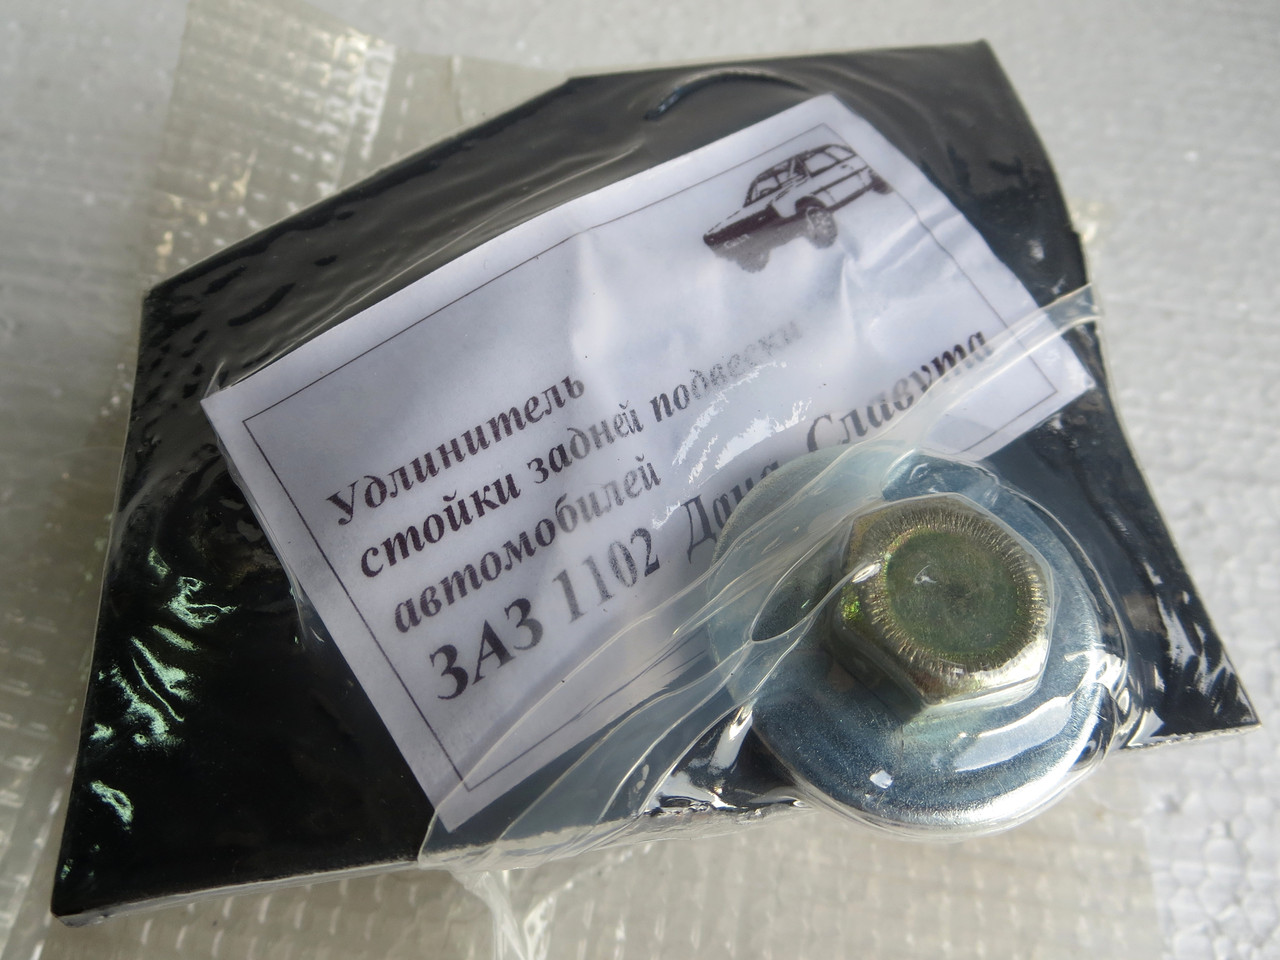 Удлинитель
стойки задней подвески
автомобилей
ЗАЗ 1102 Дана Славута